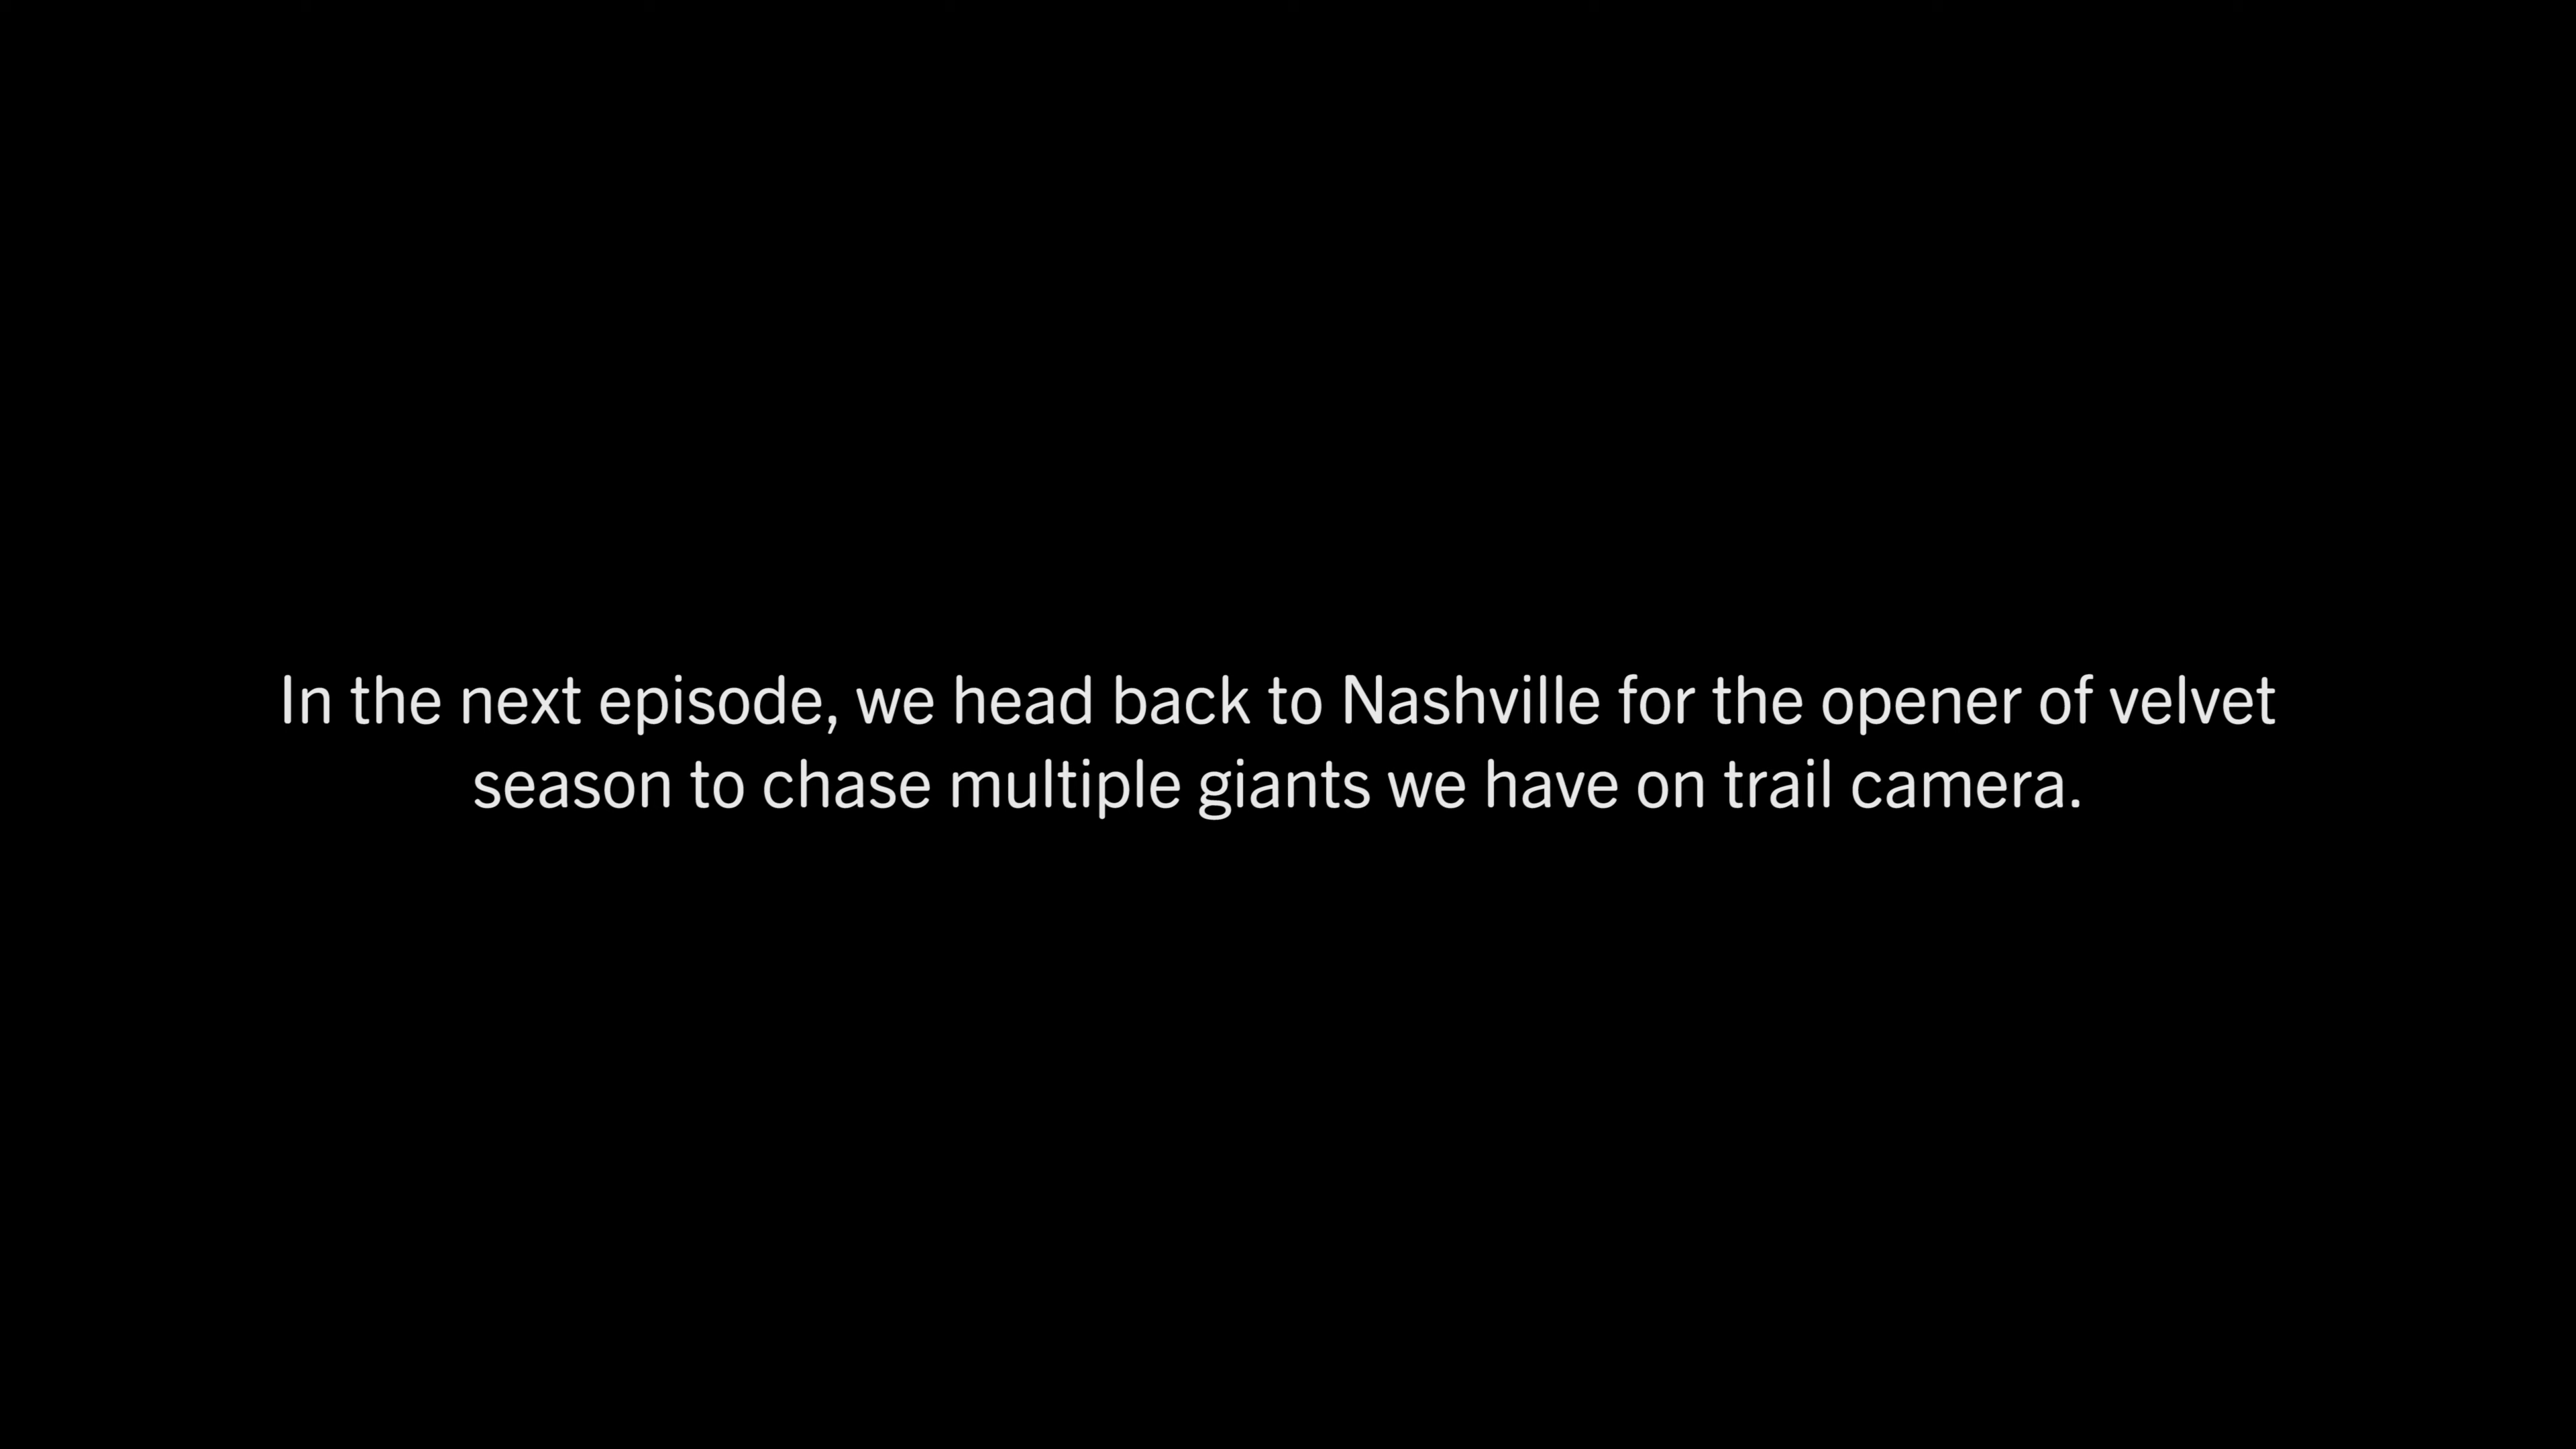 In the next episode, we head back to Nashville for the opener of velvet
season to chase multiple giants we have on trail camera.